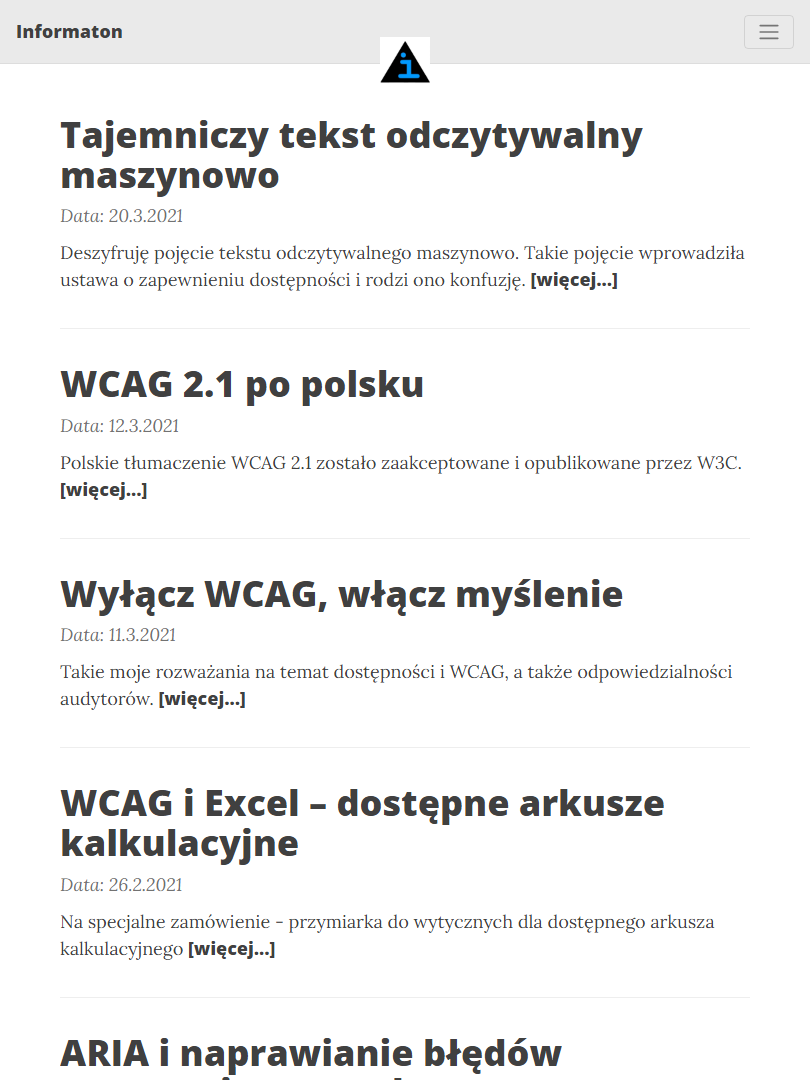 Informaton
i
Tajemniczy tekst odczytywalny
maszynowo
Data: 20.3.2021
Deszyfruję pojęcie tekstu odczytywalnego maszynowo. Takie pojęcie wprowadziła
ustawa o zapewnieniu dostępności i rodzi ono konfuzję. [więcej...]
WCAG 2.1 po polsku
Data: 12.3.2021
Polskie tłumaczenie WCAG 2.1 zostało zaakceptowane i opublikowane przez W3C.
[więcej...]
Wyłącz WCAG, włącz myślenie
Data: 11.3.2021
Takie moje rozważania na temat dostępności i WCAG, a także odpowiedzialności
audytorów. [więcej...]
WCAG i Excel – dostępne arkusze
kalkulacyjne
Data: 26.2.2021
Na specjalne zamówienie - przymiarka do wytycznych dla dostępnego arkusza
kalkulacyjnego [więcej...]
ARIA i naprawianie błędów